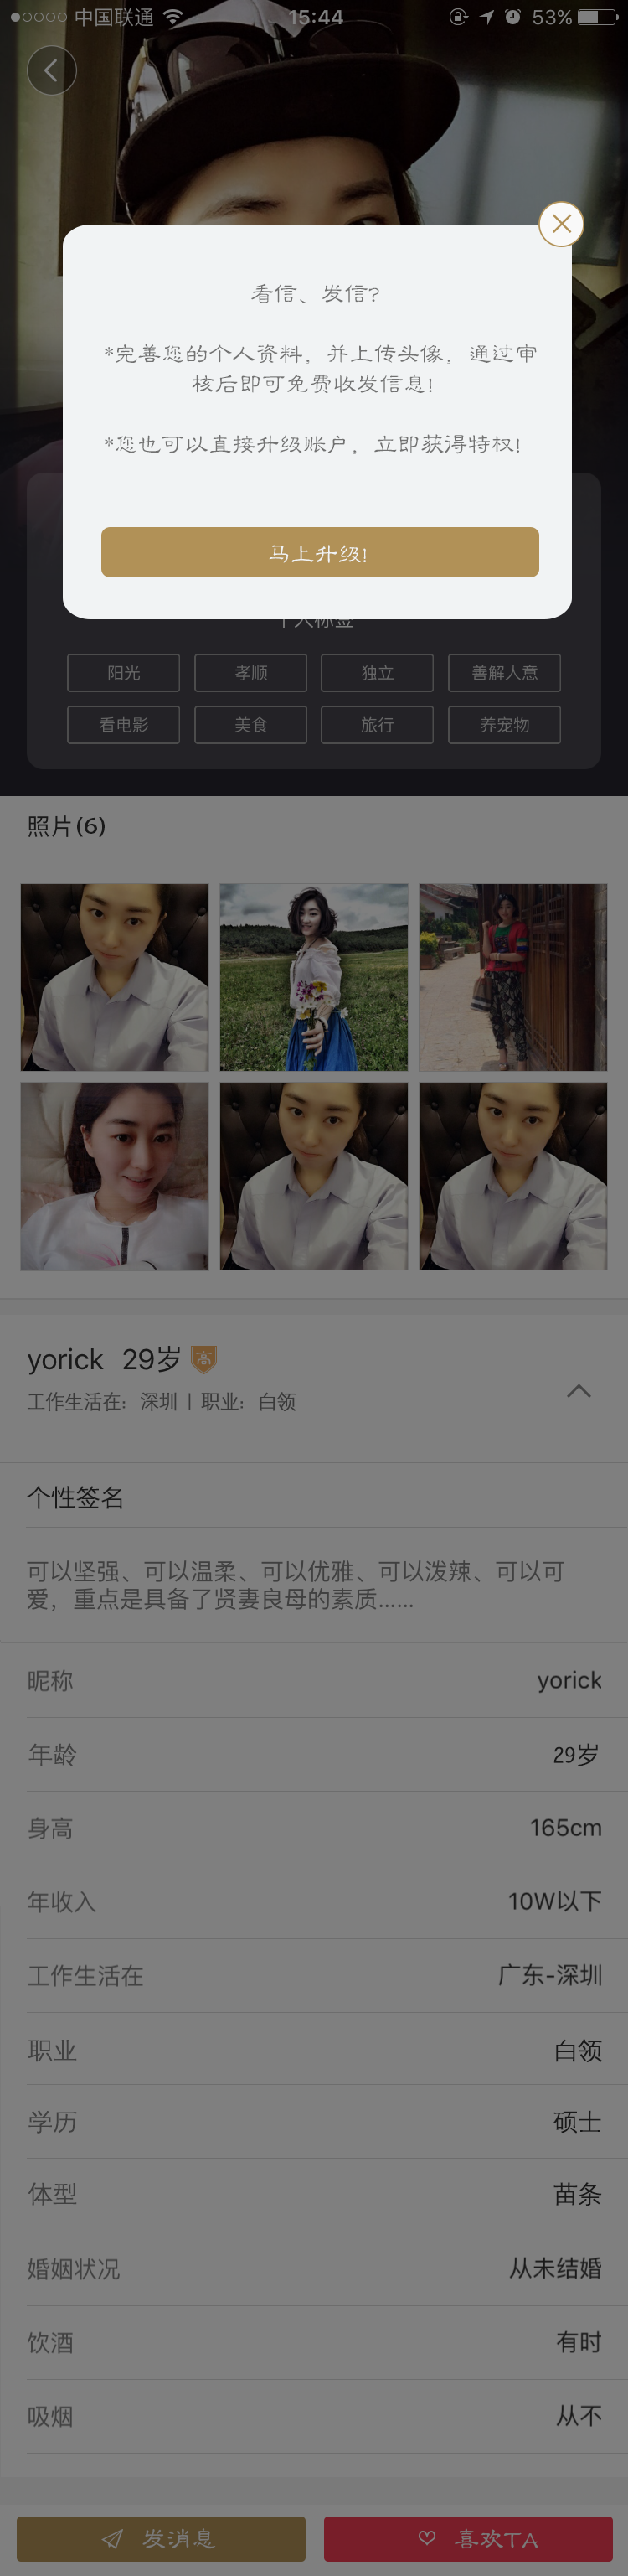 中国联通 15:44 53%
看信、发信?
*完善您的个人资料，并上传头像，通过审
核后即可免费收发信息!
*您也可以直接升级账户，立即获得特权!
马上升级!
个人标签
阳光 孝顺 独立 善解人意
看电影 美食 旅行 养宠物
照片(6)
yorick 29岁 高
工作生活在：深圳 | 职业：白领
个性签名
可以坚强、可以温柔、可以优雅、可以泼辣、可以可
爱，重点是具备了贤妻良母的素质......
昵称 yorick
年龄 29岁
身高 165cm
年收入 10W以下
工作生活在 广东-深圳
职业 白领
学历 硕士
体型 苗条
婚姻状况 从未结婚
饮酒 有时
吸烟 从不
发消息 喜欢TA